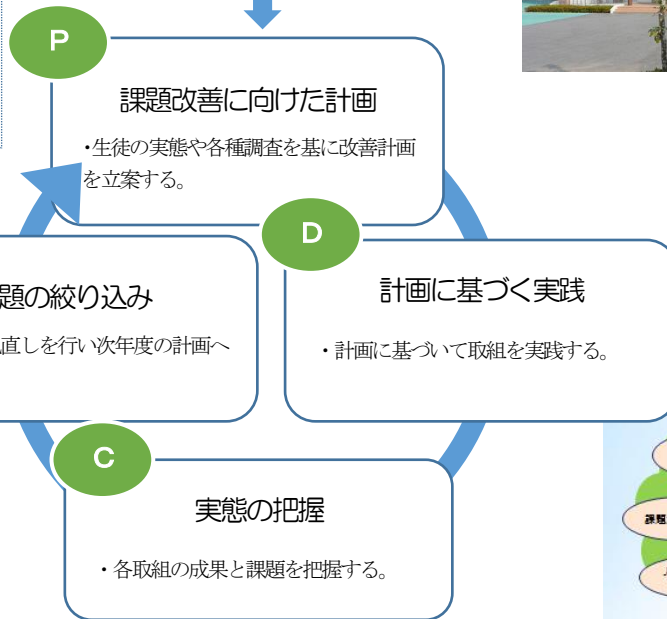 P
課題改善に向けた計画
・生徒の実態や各種調査を基に改善計画
を立案する。
D
計画に基づく実践
・計画に基づいて取組を実践する。
題の絞り込み
直しを行い次年度の計画へ
C
実態の把握
・各取組の成果と課題を把握する。
課題